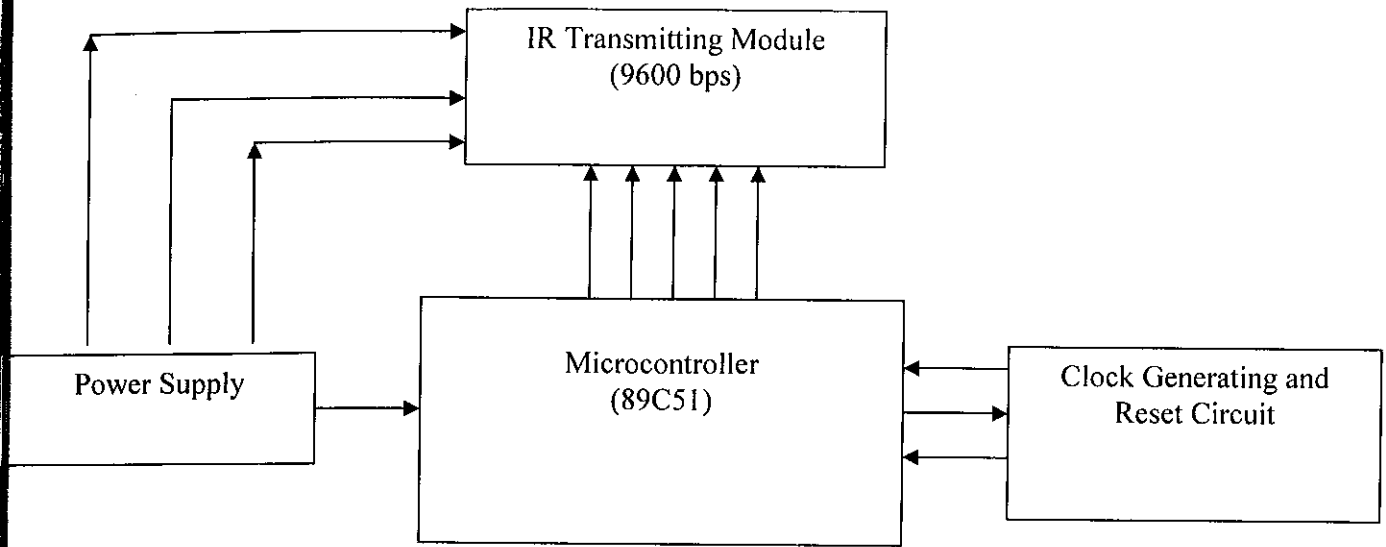 IR Transmitting Module
(9600 bps)
Power Supply
Microcontroller
(89C51)
Clock Generating and
Reset Circuit